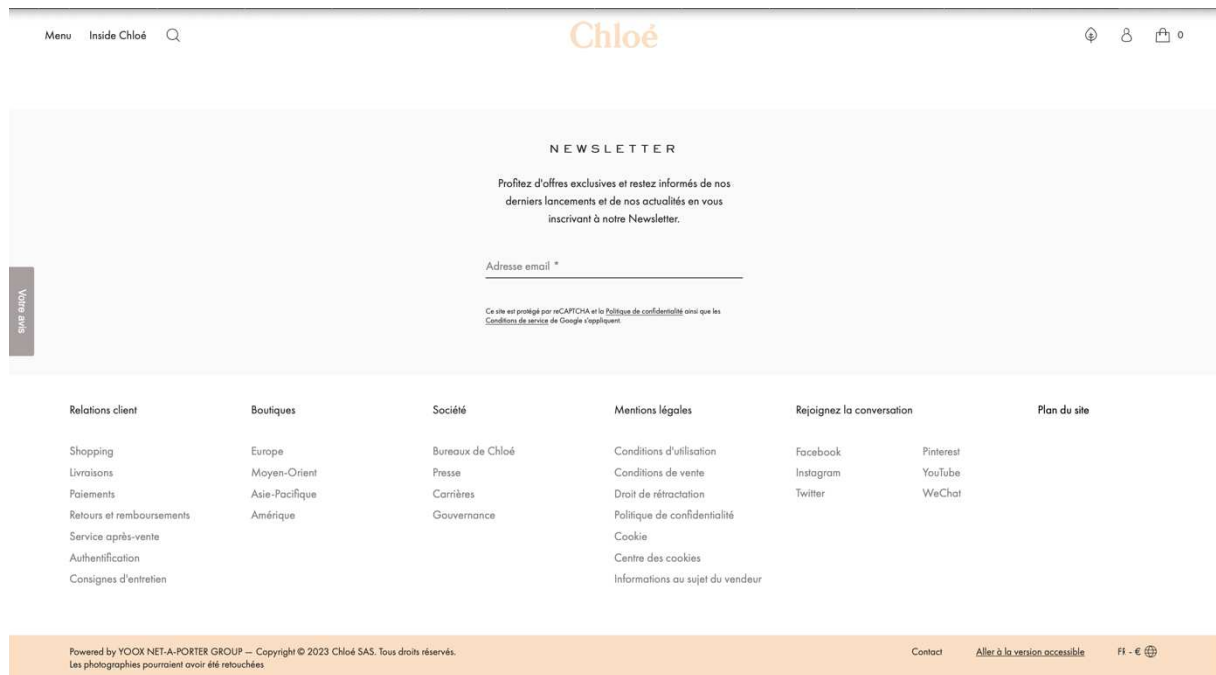 Menu Inside Chloé
Chloé
0
NEWSLETTER
Profitez d'offres exclusives et restez informés de nos
derniers lancements et de nos actualités en vous
inscrivant à notre Newsletter.
Adresse email *
Ce site est protégé par reCAPTCHA et la Politique de confidentialité ainsi que les
Conditions de service de Google s'appliquent.
Votre avis
Relations client
Shopping
Livraisons
Paiements
Retours et remboursements
Service après-vente
Authentification
Consignes d'entretien
Boutiques
Europe
Moyen-Orient
Asie-Pacifique
Amérique
Société
Bureaux de Chloé
Presse
Carrières
Gouvernance
Mentions légales
Conditions d'utilisation
Conditions de vente
Droit de rétractation
Politique de confidentialité
Cookie
Centre des cookies
Informations au sujet du vendeur
Rejoignez la conversation
Facebook
Instagram
Twitter
Pinterest
YouTube
WeChat
Plan du site
Powered by YOOX NET-A-PORTER GROUP — Copyright © 2023 Chloé SAS. Tous droits réservés.
Les photographies pourraient avoir été retouchées
Contact
Aller à la version accessible
FR - €